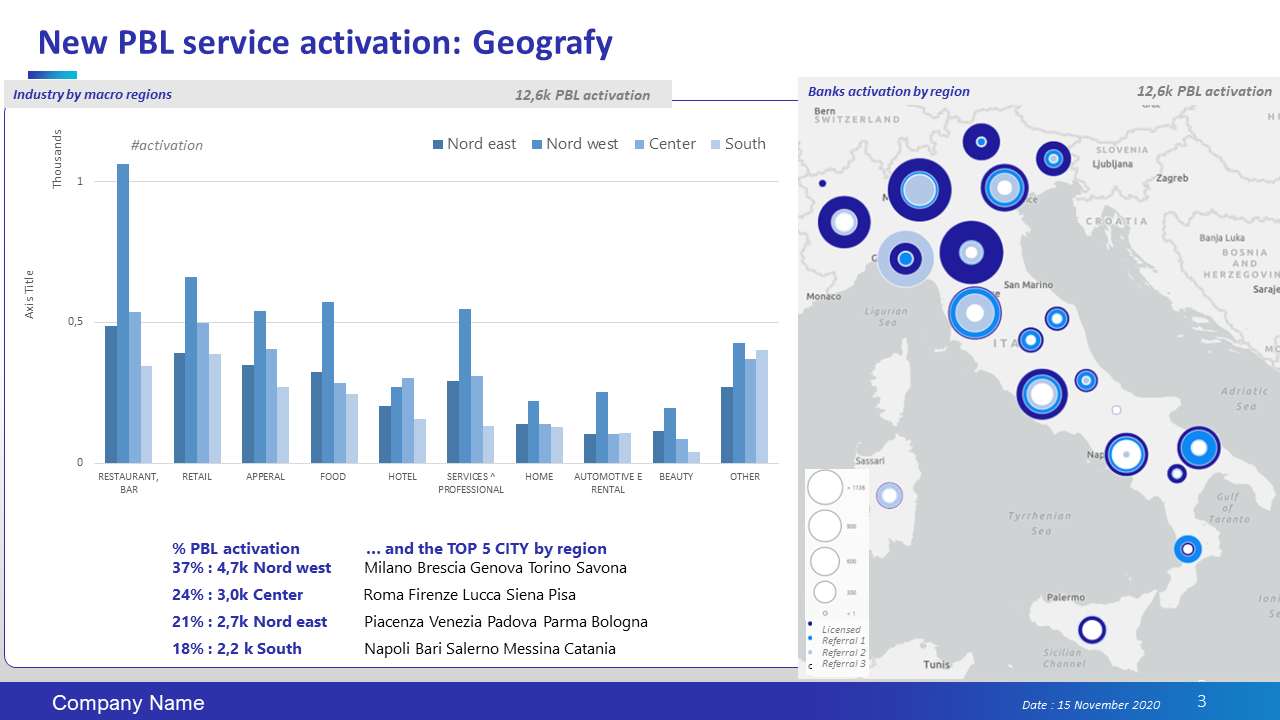 New PBL service activation: Geografy
Industry by macro regions
12,6k PBL activation
Banks activation by region
12,6k PBL activation
#activation
Nord east
Nord west
Center
South
Thousands
Axis Title
1
0,5
0
RESTAURANT,
BAR
RETAIL
APPERAL
FOOD
HOTEL
SERVICES ^
PROFESSIONAL
HOME
AUTOMOTIVE E
RENTAL
BEAUTY
OTHER
% PBL activation
… and the TOP 5 CITY by region
37% : 4,7k Nord west
Milano Brescia Genova Torino Savona
24% : 3,0k Center
Roma Firenze Lucca Siena Pisa
21% : 2,7k Nord east
Piacenza Venezia Padova Parma Bologna
18% : 2,2 k South
Napoli Bari Salerno Messina Catania
Bern
SWITZERLAND
SLOVENIA
Ljubljana
Zagreb
CROATIA
Banja Luka
BOSNIA
AND
HERZEGOVIN
Saraje
Monaco
San Marino
Ligurian
Sea
ITA
Adriatic
Sea
Nap
Sassari
Gulf
of
Taranto
Tyrrhenian
Sea
Palermo
Ioni
Se
Sicilian
Channel
Tunis
> 1136
900
600
300
< 1
Licensed
Referral 1
Referral 2
Referral 3
Company Name
Date : 15 November 2020
3